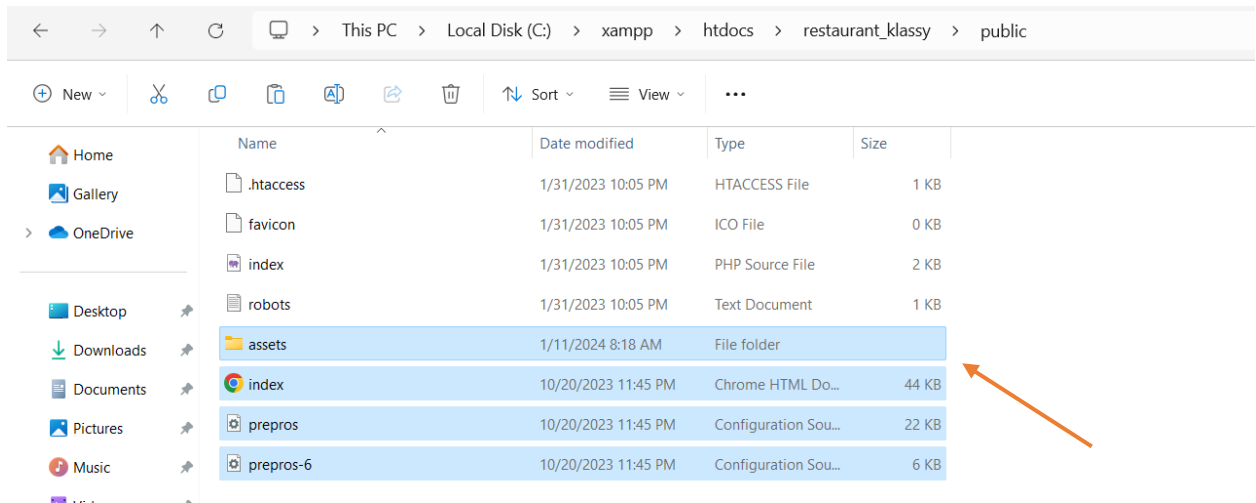 This PC > Local Disk (C:) > xampp > htdocs > restaurant_klassy > public
New Sort View
Name Date modified Type Size
Home
Gallery
OneDrive
Desktop
Downloads
Documents
Pictures
Music
.htaccess 1/31/2023 10:05 PM HTACCESS File 1 KB
favicon 1/31/2023 10:05 PM ICO File 0 KB
index 1/31/2023 10:05 PM PHP Source File 2 KB
robots 1/31/2023 10:05 PM Text Document 1 KB
assets 1/11/2024 8:18 AM File folder
index 10/20/2023 11:45 PM Chrome HTML Do... 44 KB
prepros 10/20/2023 11:45 PM Configuration Sou... 22 KB
prepros-6 10/20/2023 11:45 PM Configuration Sou... 6 KB